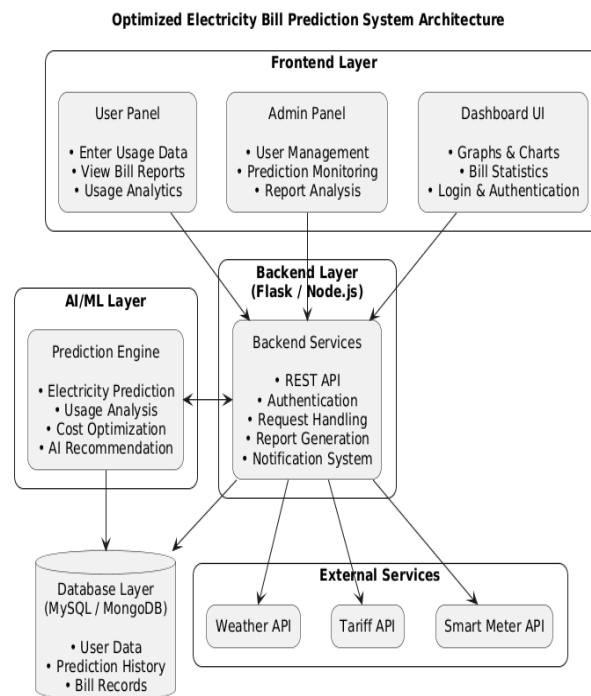 Optimized Electricity Bill Prediction System Architecture
Frontend Layer
User Panel
• Enter Usage Data
• View Bill Reports
• Usage Analytics
Admin Panel
• User Management
• Prediction Monitoring
• Report Analysis
Dashboard UI
• Graphs & Charts
• Bill Statistics
• Login & Authentication
Backend Layer
(Flask / Node.js)
Backend Services
• REST API
• Authentication
• Request Handling
• Report Generation
• Notification System
AI/ML Layer
Prediction Engine
• Electricity Prediction
• Usage Analysis
• Cost Optimization
• AI Recommendation
Database Layer
(MySQL / MongoDB)
• User Data
• Prediction History
• Bill Records
External Services
Weather API
Tariff API
Smart Meter API